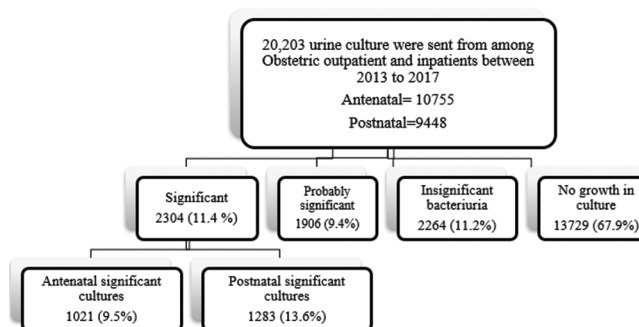 20,203 urine culture were sent from among
Obstetric outpatient and inpatients between
2013 to 2017
Antenatal= 10755
Postnatal=9448
Significant
2304 (11.4 %)
Probably
significant
1906 (9.4%)
Insignificant
bacteriuria
2264 (11.2%)
No growth in
culture
13729 (67.9%)
Antenatal significant
cultures
1021 (9.5%)
Postnatal significant
cultures
1283 (13.6%)